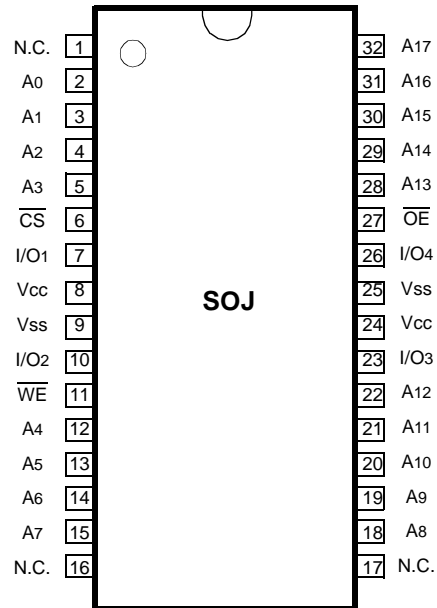 N.C. 1 32 A17
A0 2 31 A16
A1 3 30 A15
A2 4 29 A14
A3 5 28 A13
C̅S̅ 6 27 O̅E̅
I/O1 7 26 I/O4
Vcc 8 25 Vss
SOJ
Vss 9 24 Vcc
I/O2 10 23 I/O3
W̅E̅ 11 22 A12
A4 12 21 A11
A5 13 20 A10
A6 14 19 A9
A7 15 18 A8
N.C. 16 17 N.C.